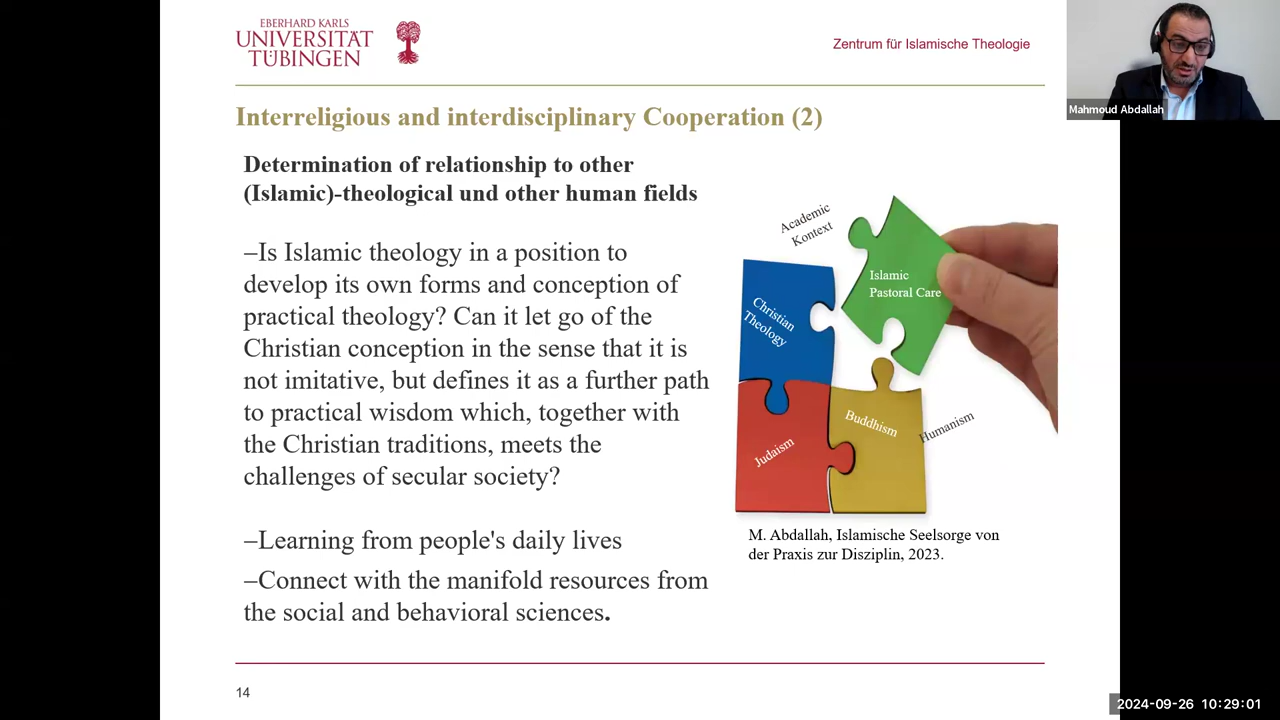 EBERHARD KARLS
UNIVERSITÄT
TÜBINGEN
Zentrum für Islamische Theologie
Mahmoud Abdallah
Interreligious and interdisciplinary Cooperation (2)
Determination of relationship to other
(Islamic)-theological und other human fields
–Is Islamic theology in a position to
develop its own forms and conception of
practical theology? Can it let go of the
Christian conception in the sense that it is
not imitative, but defines it as a further path
to practical wisdom which, together with
the Christian traditions, meets the
challenges of secular society?
–Learning from people's daily lives
–Connect with the manifold resources from
the social and behavioral sciences.
Academic
Kontext
Islamic
Pastoral Care
Christian
Theology
Judaism
Buddhism
Humanism
M. Abdallah, Islamische Seelsorge von
der Praxis zur Disziplin, 2023.
14
2024-09-26 10:29:01